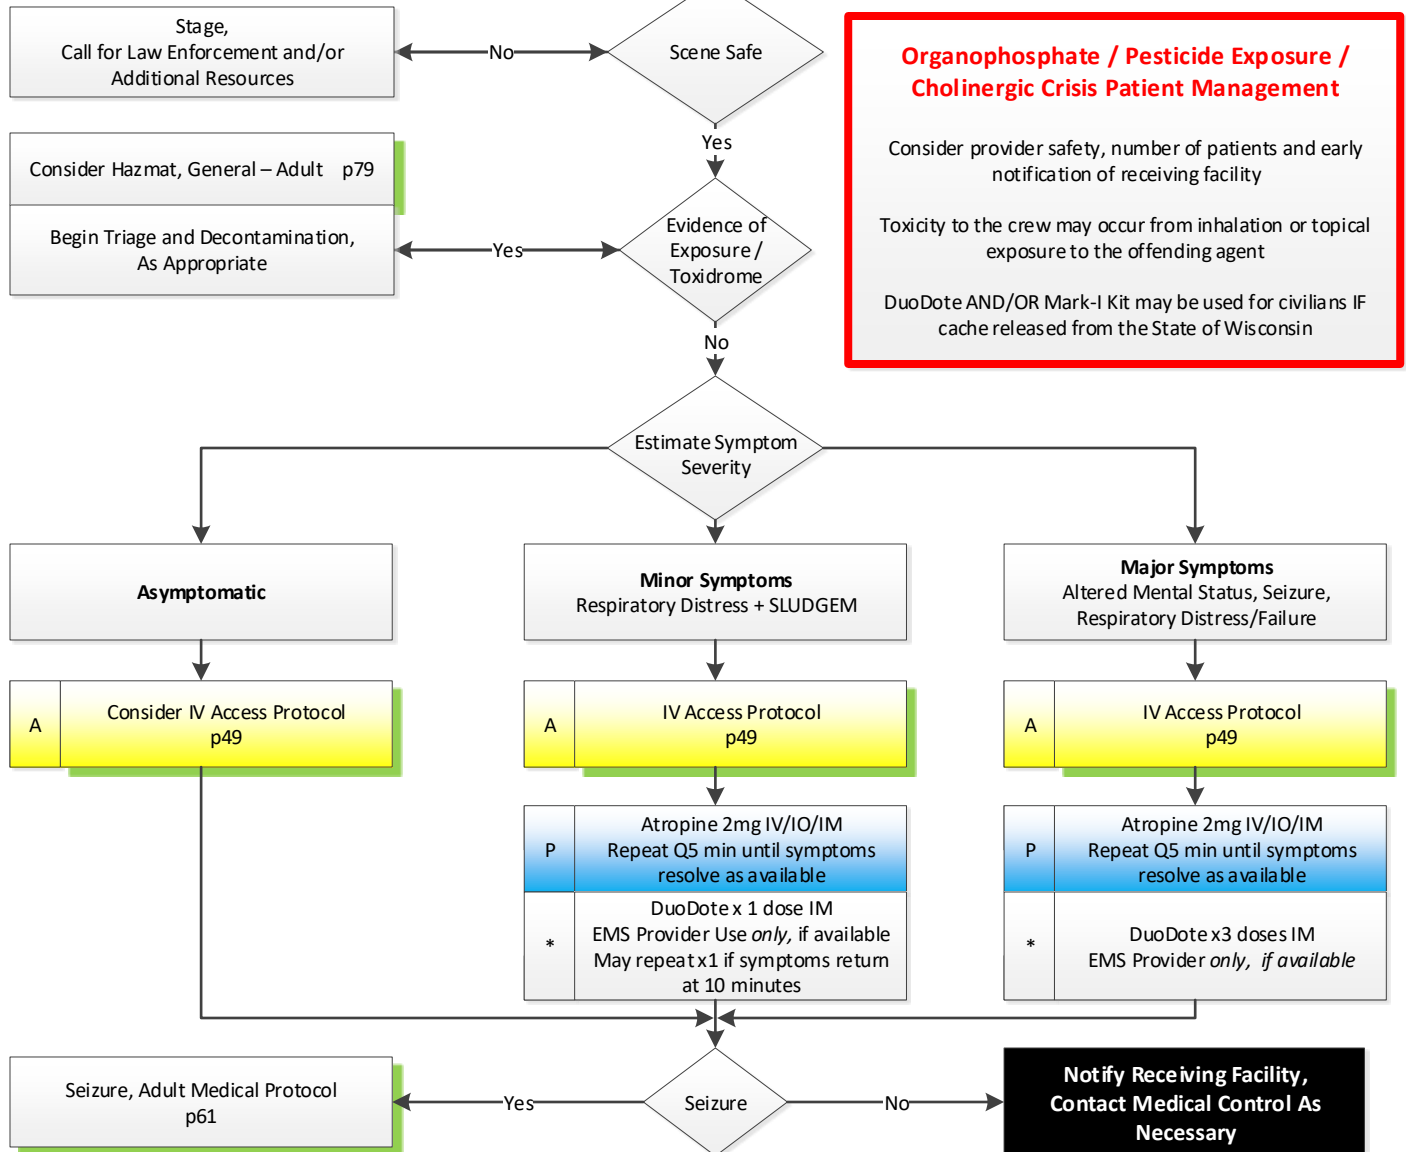 Stage,
Call for Law Enforcement and/or
Additional Resources
No
Scene Safe
Organophosphate / Pesticide Exposure /
Cholinergic Crisis Patient Management
Consider provider safety, number of patients and early
notification of receiving facility
Toxicity to the crew may occur from inhalation or topical
exposure to the offending agent
DuoDote AND/OR Mark-I Kit may be used for civilians IF
cache released from the State of Wisconsin
Yes
Consider Hazmat, General – Adult p79
Begin Triage and Decontamination,
As Appropriate
Yes
Evidence of
Exposure /
Toxidrome
No
Estimate Symptom
Severity
Asymptomatic
Minor Symptoms
Respiratory Distress + SLUDGEM
Major Symptoms
Altered Mental Status, Seizure,
Respiratory Distress/Failure
A
Consider IV Access Protocol
p49
A
IV Access Protocol
p49
A
IV Access Protocol
p49
P
Atropine 2mg IV/IO/IM
Repeat Q5 min until symptoms
resolve as available
P
Atropine 2mg IV/IO/IM
Repeat Q5 min until symptoms
resolve as available
*
DuoDote x 1 dose IM
EMS Provider Use only, if available
May repeat x1 if symptoms return
at 10 minutes
*
DuoDote x3 doses IM
EMS Provider only, if available
Seizure, Adult Medical Protocol
p61
Yes
Seizure
No
Notify Receiving Facility,
Contact Medical Control As
Necessary